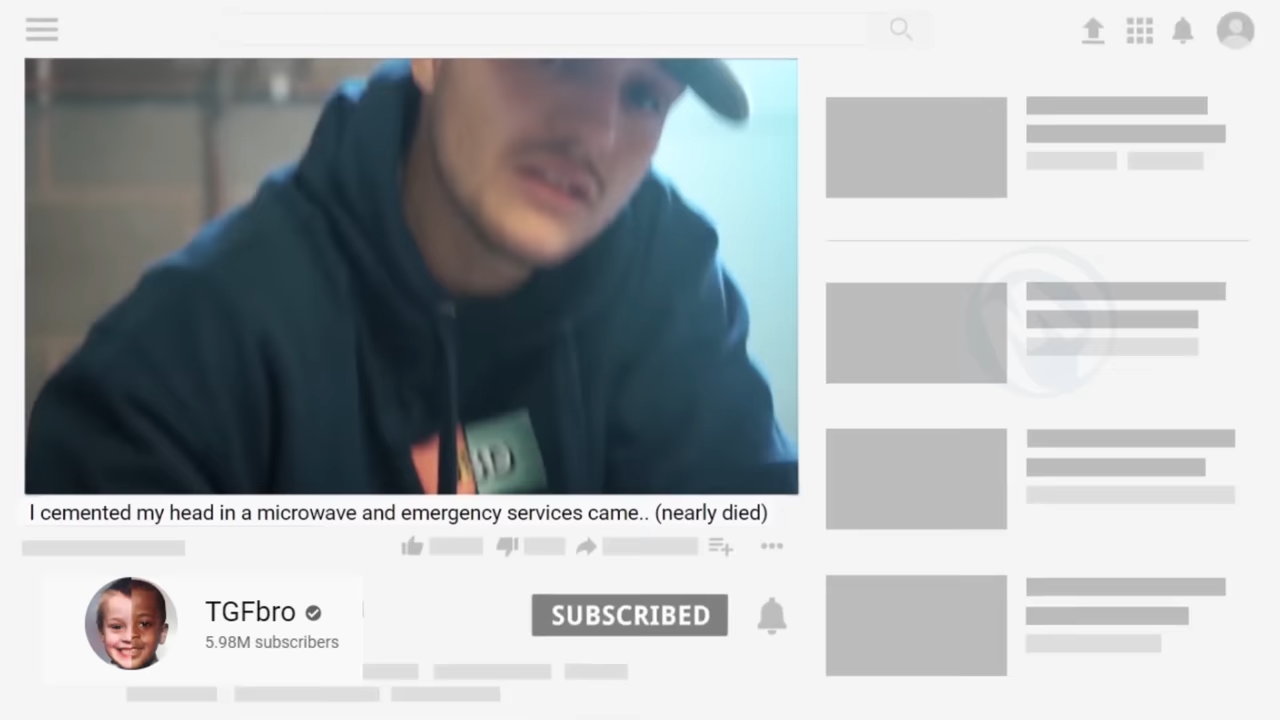 I cemented my head in a microwave and emergency services came.. (nearly died)
TGFbro
5.98M subscribers
SUBSCRIBED